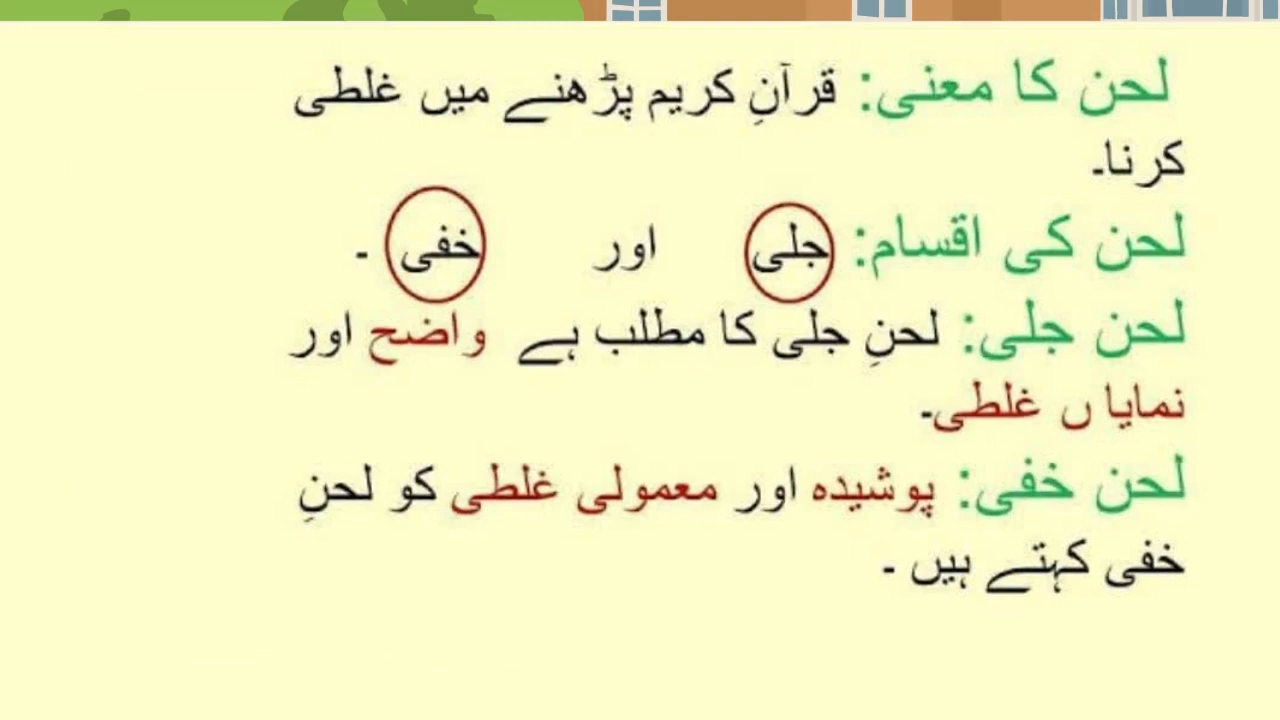 لحن کا معنی: قرآنِ کریم پڑھنے میں غلطی
کرنا۔
لحن کی اقسام: جلی اور خفی ۔
لحن جلی: لحنِ جلی کا مطلب ہے واضح اور
نمایا ں غلطی۔
لحن خفی: پوشیدہ اور معمولی غلطی کو لحنِ
خفی کہتے ہیں ۔